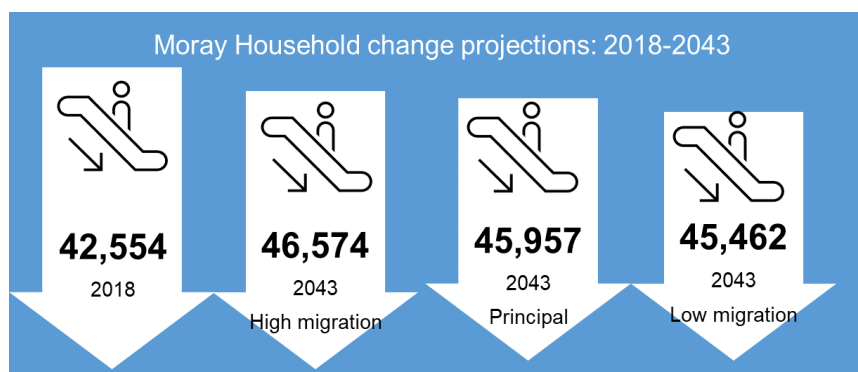 Moray Household change projections: 2018-2043
42,554
2018
46,574
2043
High migration
45,957
2043
Principal
45,462
2043
Low migration